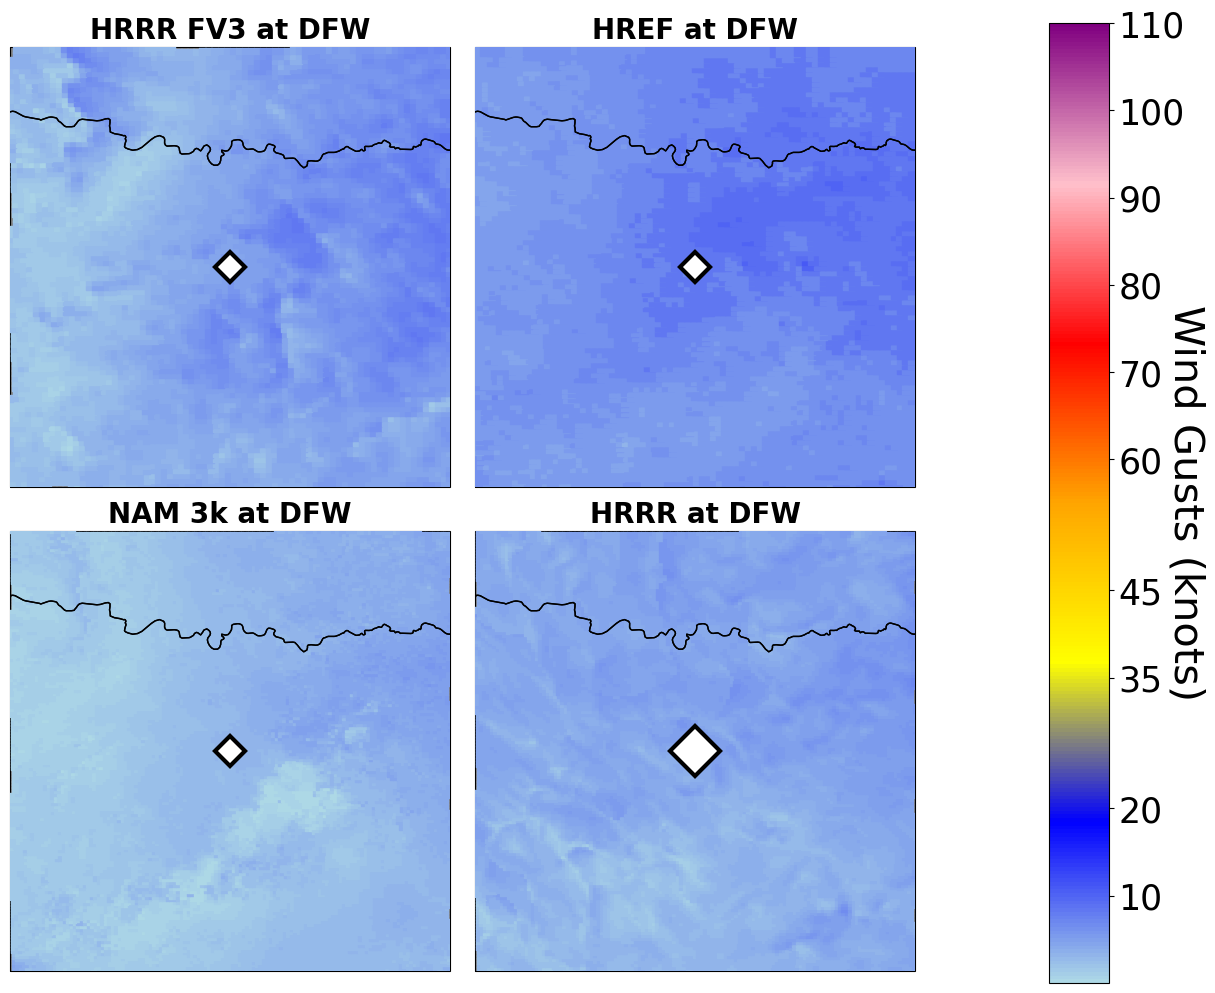 HRRR FV3 at DFW
HREF at DFW
NAM 3k at DFW
HRRR at DFW
110
100
90
80
70
60
45
35
20
10
Wind Gusts (knots)